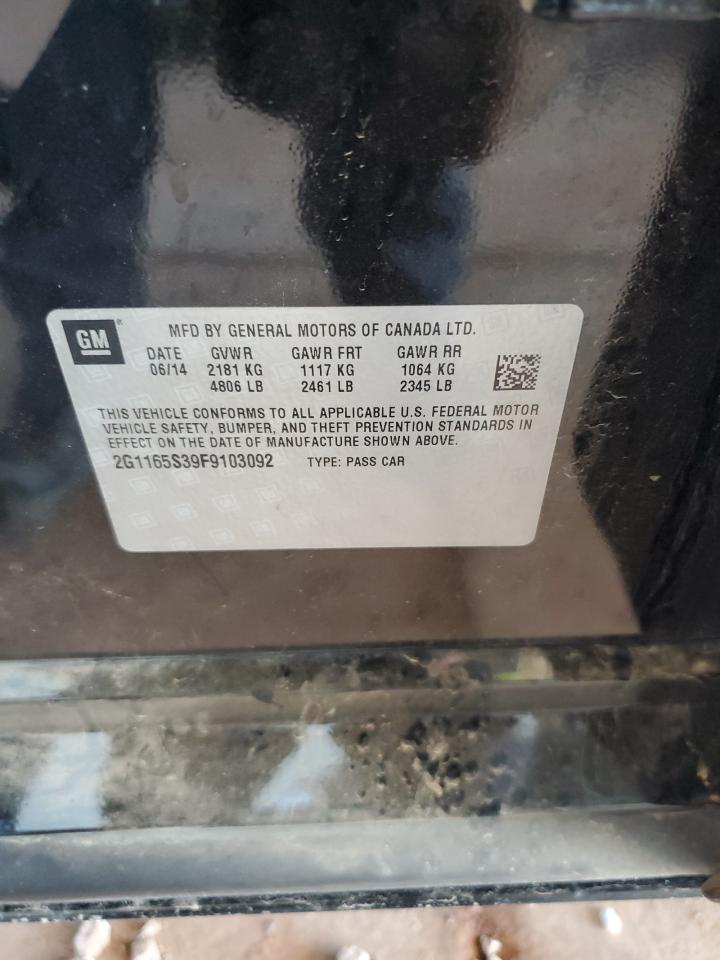 GM
MFD BY GENERAL MOTORS OF CANADA LTD.
DATE GVWR GAWR FRT GAWR RR
06/14 2181 KG 1117 KG 1064 KG
4806 LB 2461 LB 2345 LB
THIS VEHICLE CONFORMS TO ALL APPLICABLE U.S. FEDERAL MOTOR
VEHICLE SAFETY, BUMPER, AND THEFT PREVENTION STANDARDS IN
EFFECT ON THE DATE OF MANUFACTURE SHOWN ABOVE.
2G1165S39F9103092 TYPE: PASS CAR